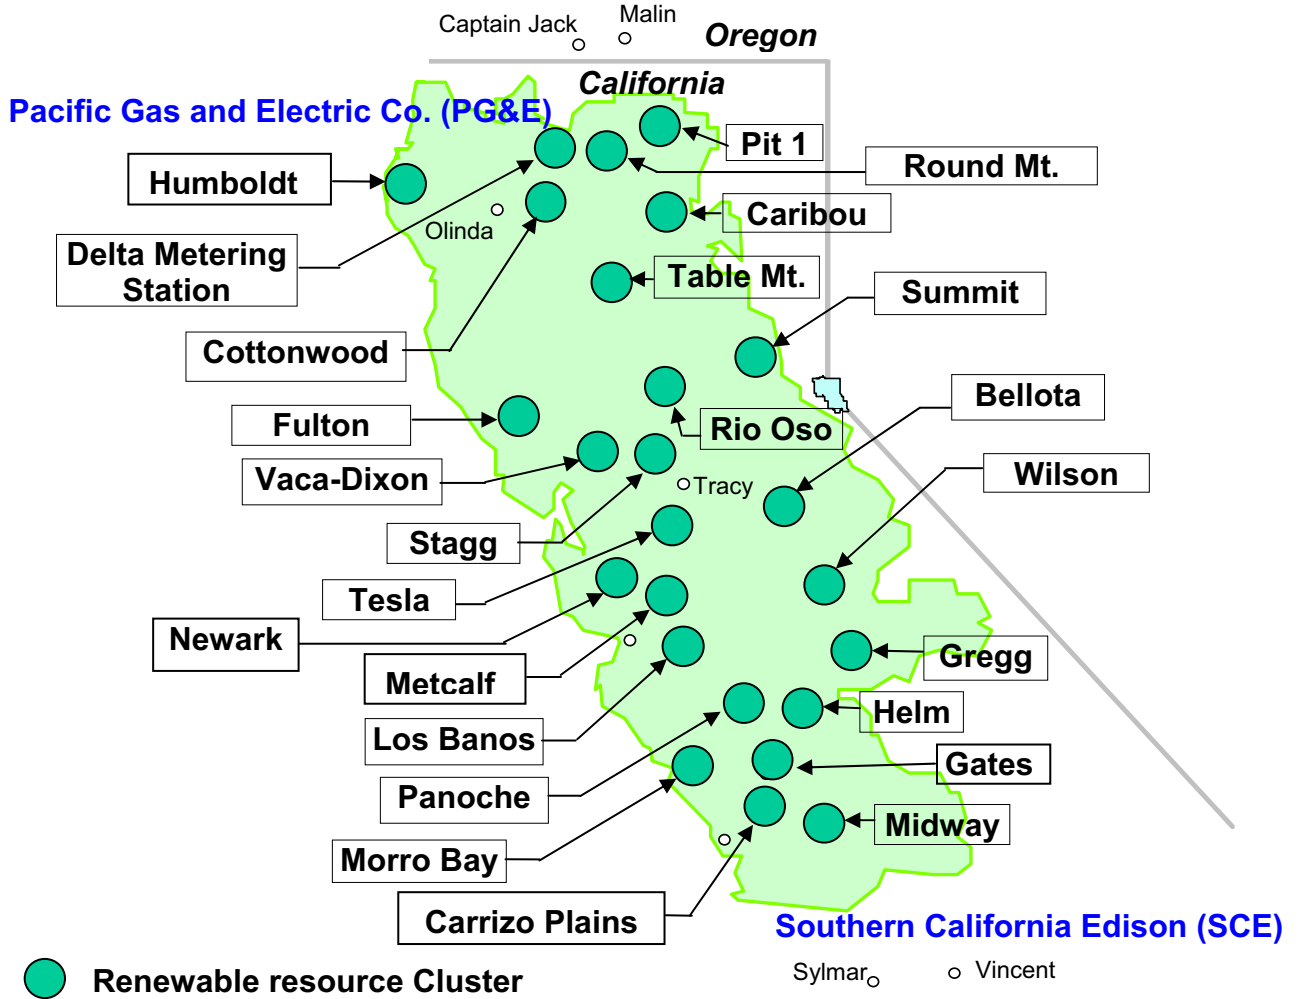 Captain Jack
Malin
Oregon
California
Pacific Gas and Electric Co. (PG&E)
Pit 1
Round Mt.
Humboldt
Caribou
Olinda
Delta Metering
Station
Table Mt.
Summit
Cottonwood
Bellota
Fulton
Rio Oso
Vaca-Dixon
Wilson
Tracy
Stagg
Tesla
Newark
Gregg
Metcalf
Helm
Los Banos
Gates
Panoche
Midway
Morro Bay
Carrizo Plains
Southern California Edison (SCE)
Sylmar
Vincent
Renewable resource Cluster